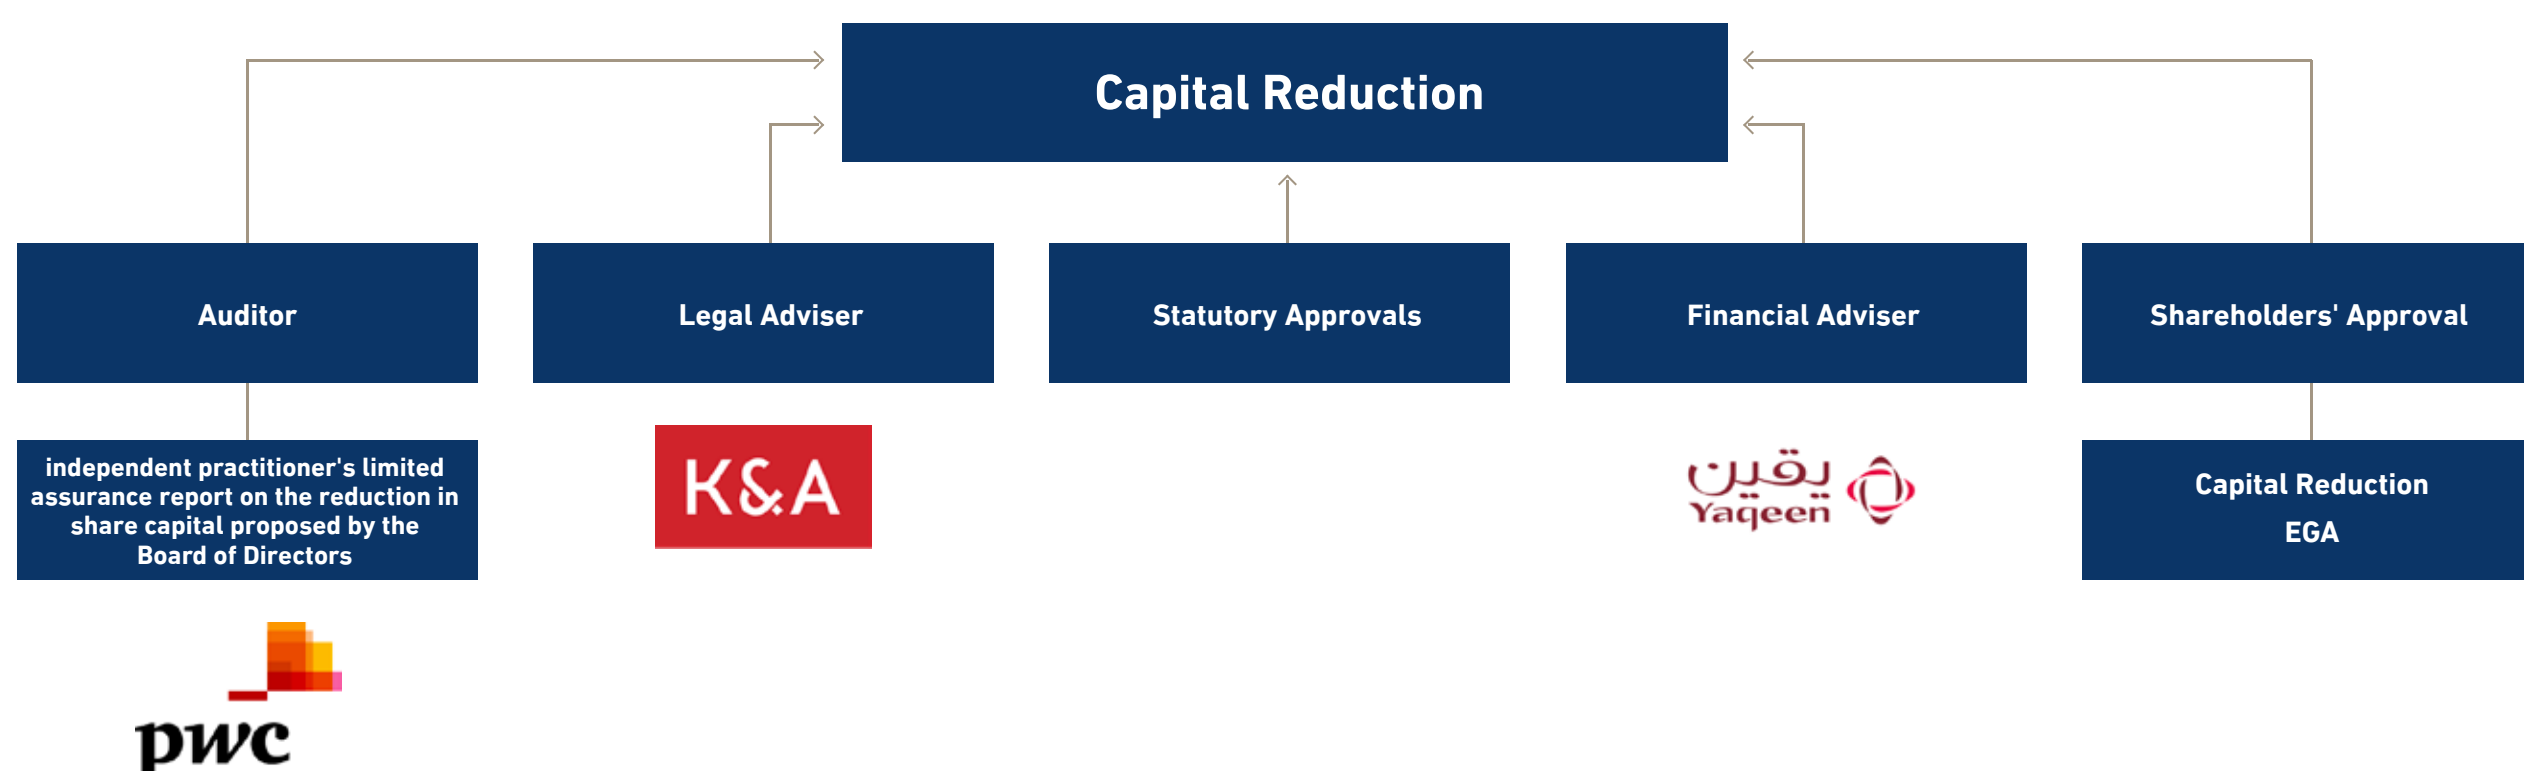 Capital Reduction
Auditor
Legal Adviser
Statutory Approvals
Financial Adviser
Shareholders' Approval
independent practitioner's limited
assurance report on the reduction in
share capital proposed by the
Board of Directors
K&A
يقين
Yaqeen
Capital Reduction
EGA
pwc